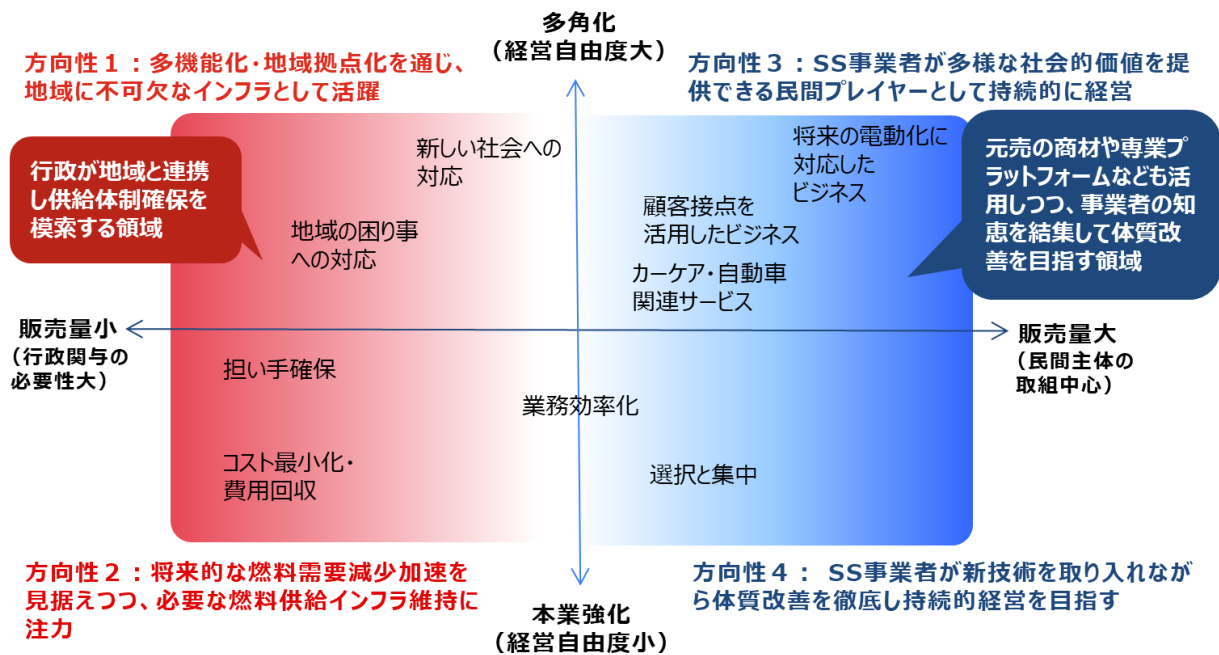 多角化
（経営自由度大）
方向性１：多機能化・地域拠点化を通じ、
地域に不可欠なインフラとして活躍
方向性３：SS事業者が多様な社会的価値を提
供できる民間プレイヤーとして持続的に経営
行政が地域と連携
し供給体制確保を
模索する領域
新しい社会への
対応
地域の困り事
への対応
将来の電動化に
対応した
ビジネス
顧客接点を
活用したビジネス
カーケア・自動車
関連サービス
元売の商材や専業プ
ラットフォームなども活
用しつつ、事業者の知
恵を結集して体質改
善を目指す領域
販売量小
（行政関与の
必要性大）
販売量大
（民間主体の
取組中心）
担い手確保
業務効率化
コスト最小化・
費用回収
選択と集中
方向性２：将来的な燃料需要減少加速を
見据えつつ、必要な燃料供給インフラ維持に
注力
方向性４： SS事業者が新技術を取り入れなが
ら体質改善を徹底し持続的経営を目指す
本業強化
（経営自由度小）